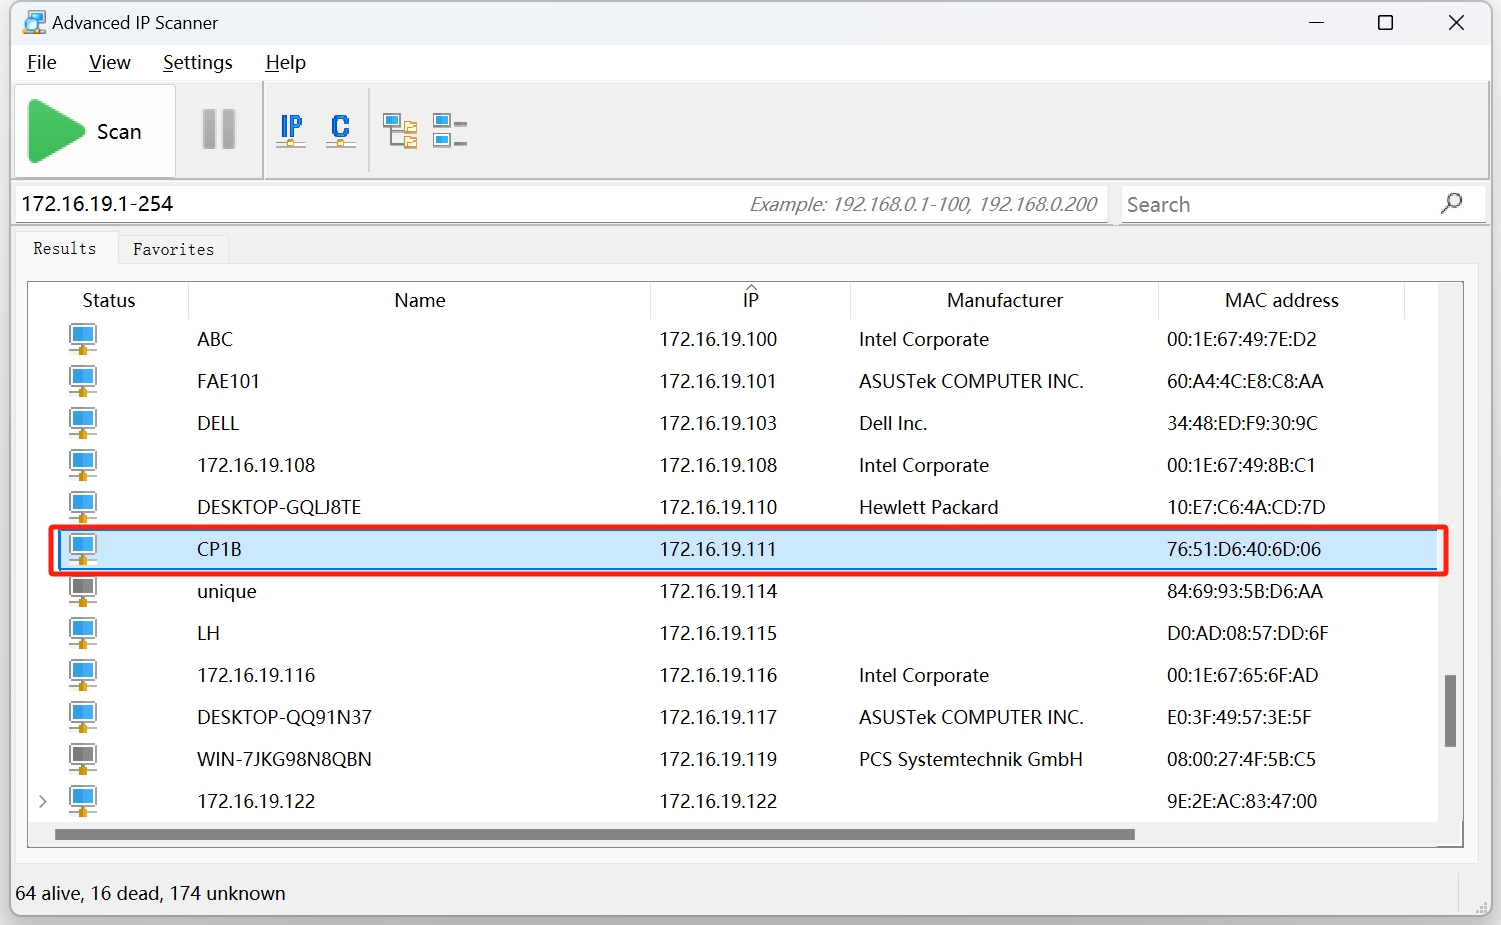 Advanced IP Scanner
File View Settings Help
Scan IP C
172.16.19.1-254 Example: 192.168.0.1-100, 192.168.0.200 Search
Results Favorites
Status Name IP Manufacturer MAC address
ABC 172.16.19.100 Intel Corporate 00:1E:67:49:7E:D2
FAE101 172.16.19.101 ASUSTek COMPUTER INC. 60:A4:4C:E8:C8:AA
DELL 172.16.19.103 Dell Inc. 34:48:ED:F9:30:9C
172.16.19.108 172.16.19.108 Intel Corporate 00:1E:67:49:8B:C1
DESKTOP-GQLJ8TE 172.16.19.110 Hewlett Packard 10:E7:C6:4A:CD:7D
CP1B 172.16.19.111 76:51:D6:40:6D:06
unique 172.16.19.114 84:69:93:5B:D6:AA
LH 172.16.19.115 D0:AD:08:57:DD:6F
172.16.19.116 172.16.19.116 Intel Corporate 00:1E:67:65:6F:AD
DESKTOP-QQ91N37 172.16.19.117 ASUSTek COMPUTER INC. E0:3F:49:57:3E:5F
WIN-7JKG98N8QBN 172.16.19.119 PCS Systemtechnik GmbH 08:00:27:4F:5B:C5
172.16.19.122 172.16.19.122 9E:2E:AC:83:47:00
64 alive, 16 dead, 174 unknown